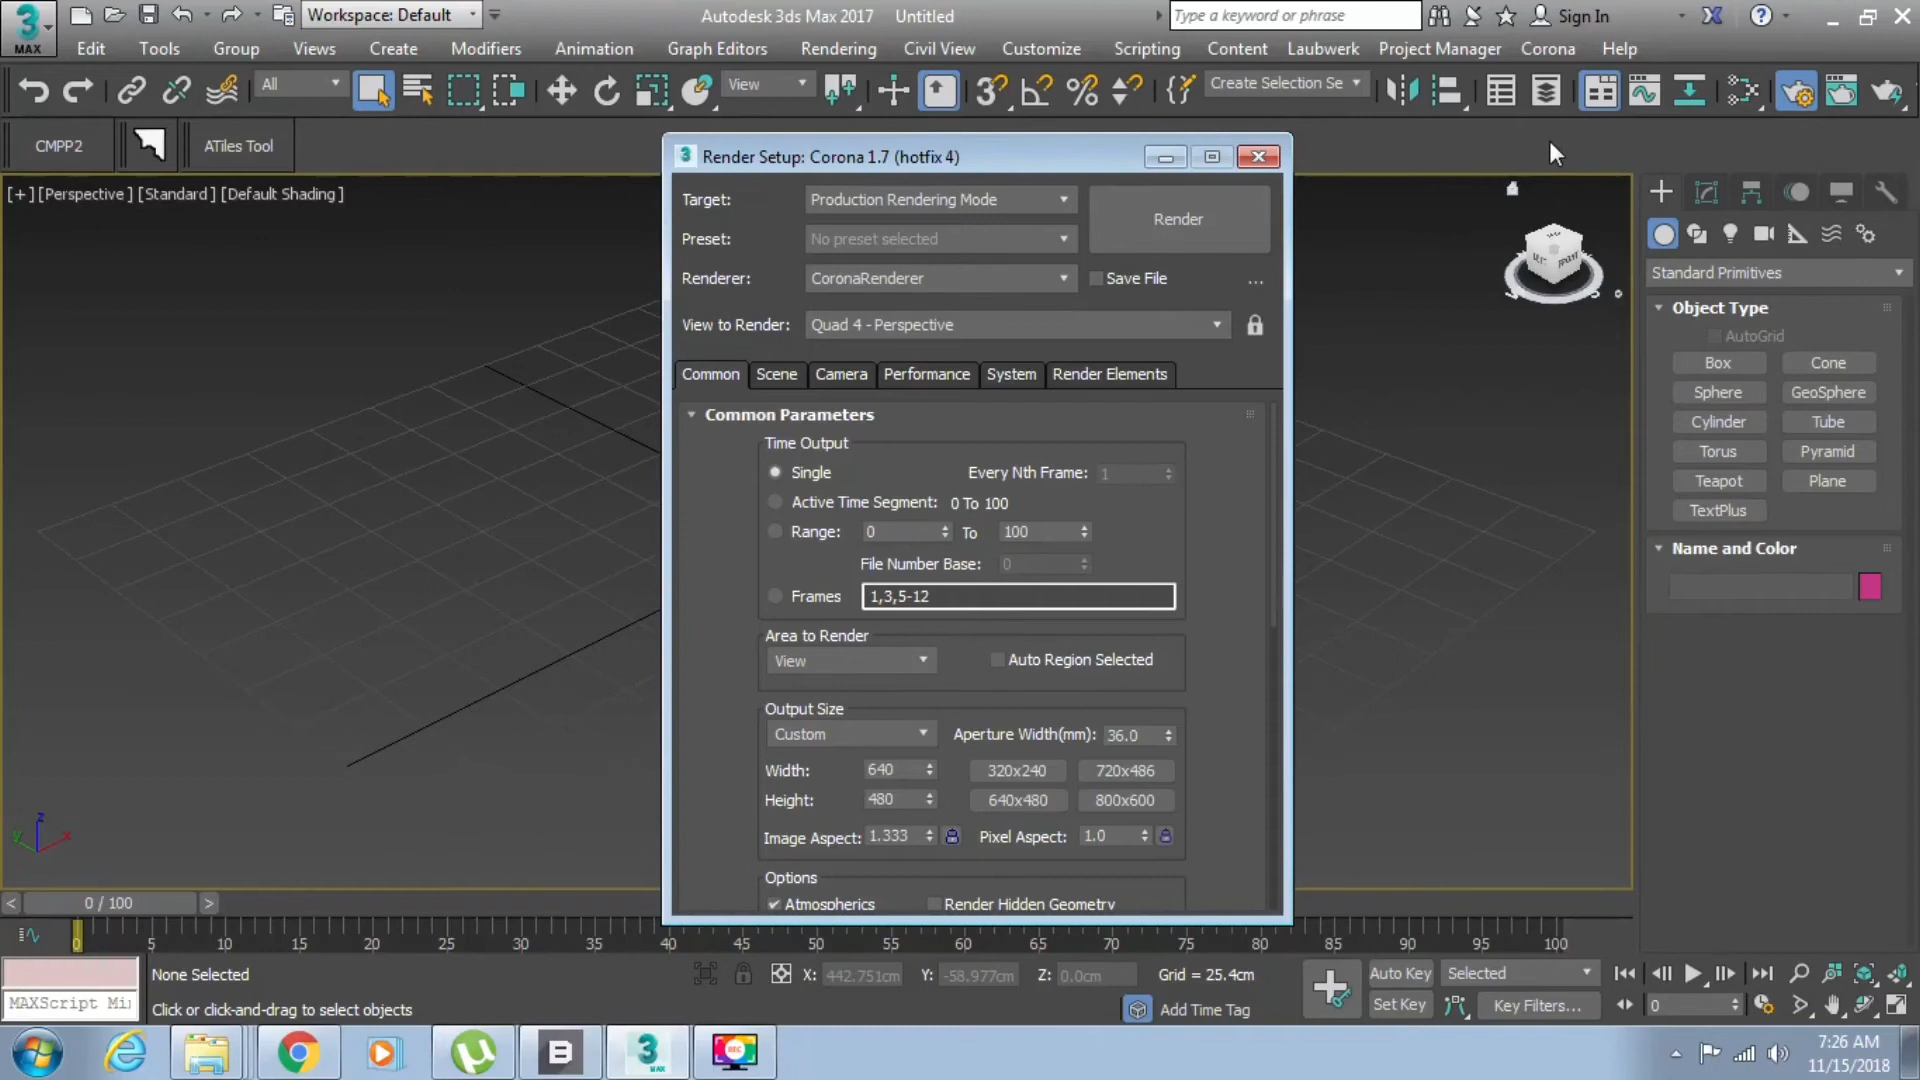 Workspace: Default
Autodesk 3ds Max 2017 Untitled
Type a keyword or phrase
Sign In
MAX
Edit Tools Group Views Create Modifiers Animation Graph Editors Rendering Civil View Customize Scripting Content Laubwerk Project Manager Corona Help
All
View
Create Selection Se
CMPP2
ATiles Tool
[+] [Perspective ] [Standard ] [Default Shading ]
Render Setup: Corona 1.7 (hotfix 4)
Target: Production Rendering Mode
Render
Preset: No preset selected
Renderer: CoronaRenderer
Save File ...
View to Render: Quad 4 - Perspective
Common Scene Camera Performance System Render Elements
Common Parameters
Time Output
Single Every Nth Frame: 1
Active Time Segment: 0 To 100
Range: 0 To 100
File Number Base: 0
Frames 1,3,5-12
Area to Render
View Auto Region Selected
Output Size
Custom Aperture Width(mm): 36.0
Width: 640 320x240 720x486
Height: 480 640x480 800x600
Image Aspect: 1.333 Pixel Aspect: 1.0
Options
Atmospherics Render Hidden Geometry
Standard Primitives
Object Type
AutoGrid
Box Cone
Sphere GeoSphere
Cylinder Tube
Torus Pyramid
Teapot Plane
TextPlus
Name and Color
z
y x
< 0 / 100 >
0 5 10 15 20 25 30 35 40 45 50 55 60 65 70 75 80 85 90 95 100
None Selected
X: 442.751cm Y: -58.977cm Z: 0.0cm Grid = 25.4cm
Auto Key Selected
MAXScript Mi
Click or click-and-drag to select objects
Add Time Tag
Set Key Key Filters...
0
MAX
REC
7:26 AM
11/15/2018